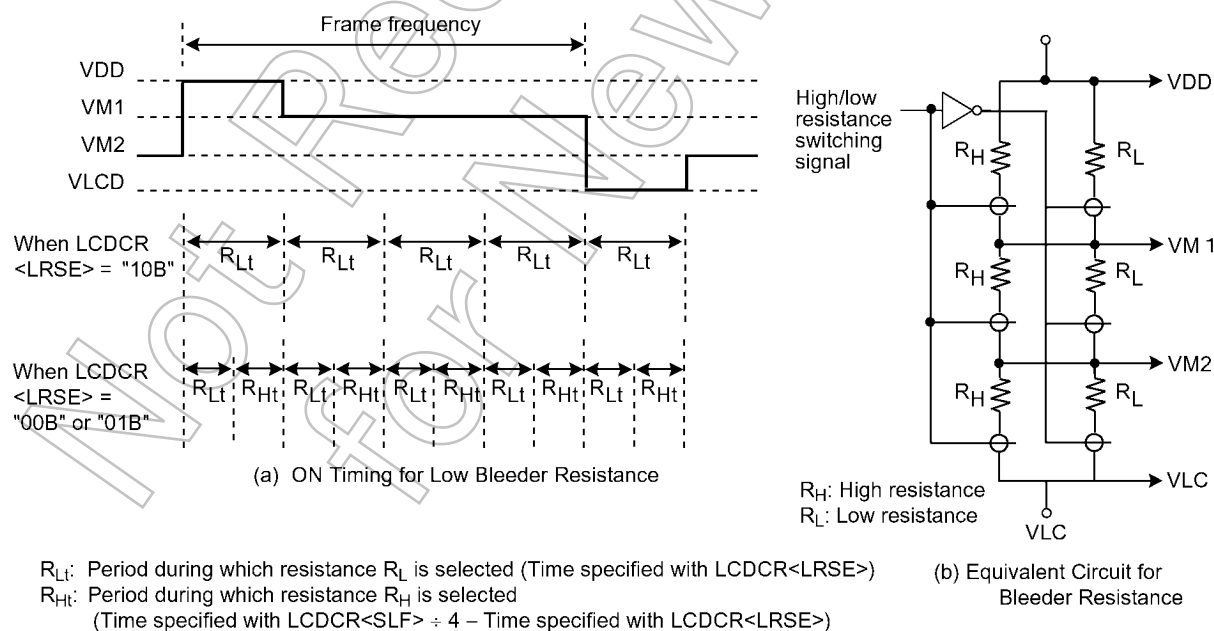 Frame frequency
VDD
VM1
VM2
VLCD
When LCDCR
<LRSE> = "10B"
RLt RLt RLt RLt RLt
When LCDCR
<LRSE> =
"00B" or "01B"
RLt RHt RLt RHt RLt RHt RLt RHt RLt RHt
(a) ON Timing for Low Bleeder Resistance
RLt: Period during which resistance RL is selected (Time specified with LCDCR<LRSE>)
RHt: Period during which resistance RH is selected
(Time specified with LCDCR<SLF> ÷ 4 – Time specified with LCDCR<LRSE>)
High/low
resistance
switching
signal
VDD
RH RL
VM 1
RH RL
VM2
RH RL
VLC
RH: High resistance
RL: Low resistance
VLC
(b) Equivalent Circuit for
Bleeder Resistance
Not Re
for New